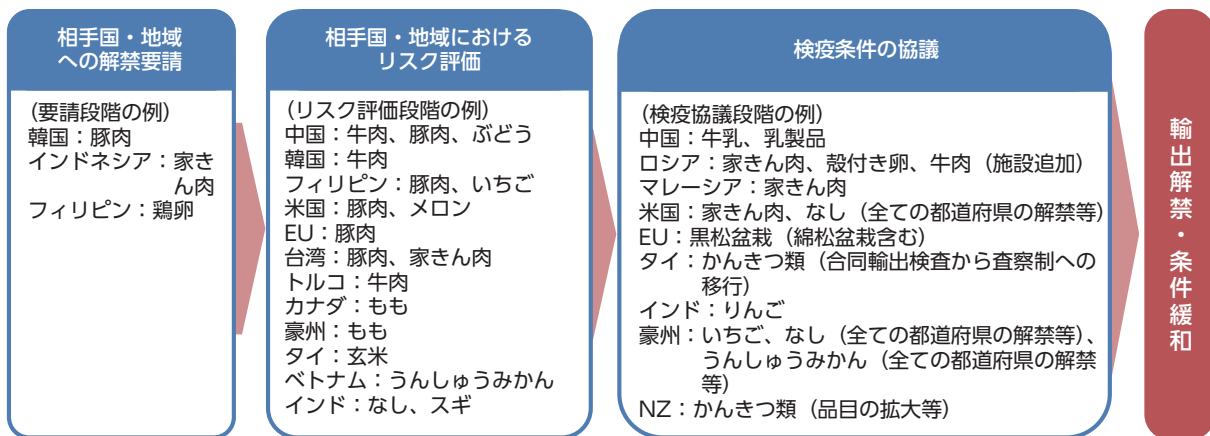 相手国・地域
への解禁要請
(要請段階の例)
韓国：豚肉
インドネシア：家き
ん肉
フィリピン：鶏卵
相手国・地域における
リスク評価
(リスク評価段階の例)
中国：牛肉、豚肉、ぶどう
韓国：牛肉
フィリピン：豚肉、いちご
米国：豚肉、メロン
EU：豚肉
台湾：豚肉、家きん肉
トルコ：牛肉
カナダ：もも
豪州：もも
タイ：玄米
ベトナム：うんしゅうみかん
インド：なし、スギ
検疫条件の協議
(検疫協議段階の例)
中国：牛乳、乳製品
ロシア：家きん肉、殻付き卵、牛肉（施設追加）
マレーシア：家きん肉
米国：家きん肉、なし（全ての都道府県の解禁等）
EU：黒松盆栽（錦松盆栽含む）
タイ：かんきつ類（合同輸出検査から査察制への
移行）
インド：りんご
豪州：いちご、なし（全ての都道府県の解禁等）、
うんしゅうみかん（全ての都道府県の解禁
等）
NZ：かんきつ類（品目の拡大等）
輸出解禁・条件緩和